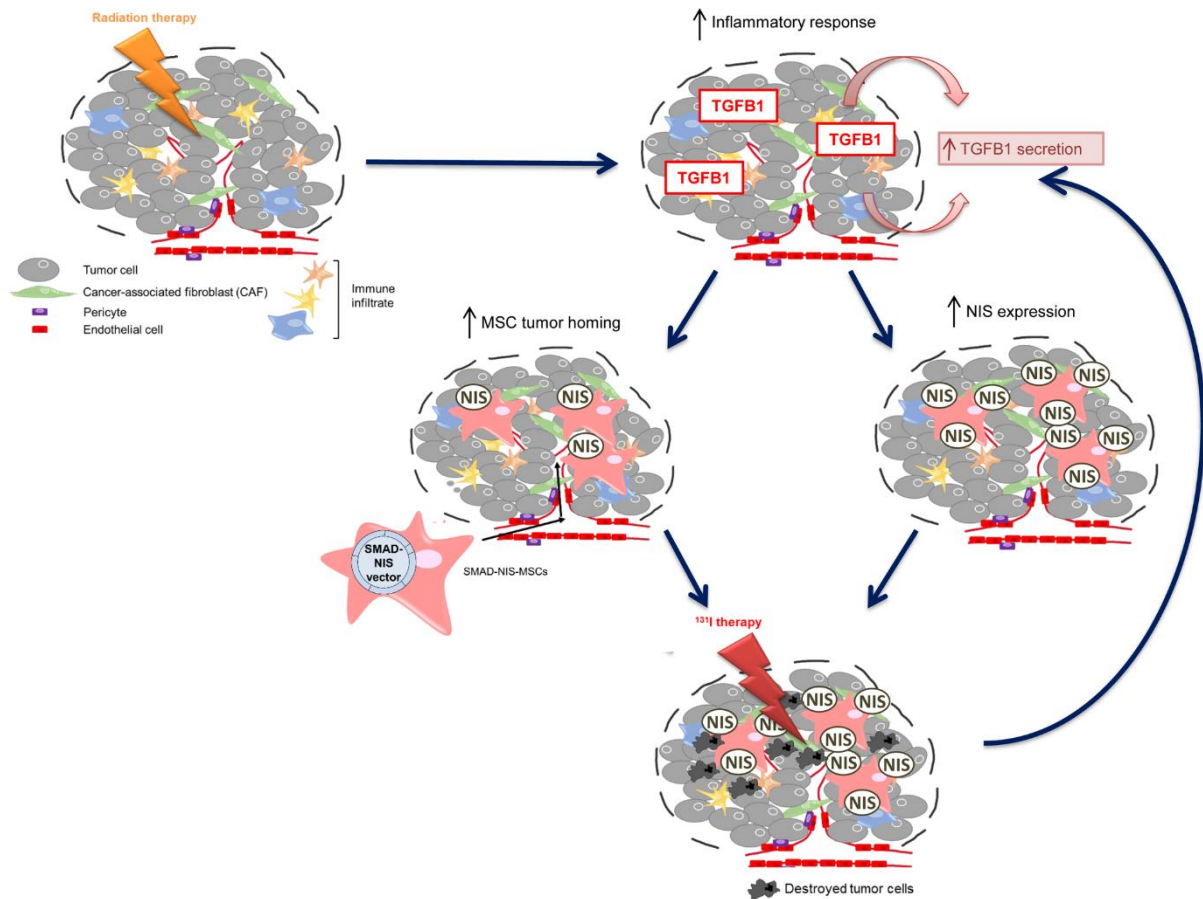 Radiation therapy
↑ Inflammatory response
TGFB1
TGFB1
TGFB1
↑ TGFB1 secretion
Tumor cell
Cancer-associated fibroblast (CAF)
Pericyte
Endothelial cell
Immune
infiltrate
↑ MSC tumor homing
NIS
NIS
NIS
SMAD-
NIS
vector
SMAD-NIS-MSCs
↑ NIS expression
NIS
NIS
NIS
NIS
NIS
NIS
NIS
NIS
NIS
¹³¹I therapy
NIS
NIS
NIS
NIS
NIS
NIS
NIS
NIS
NIS
Destroyed tumor cells